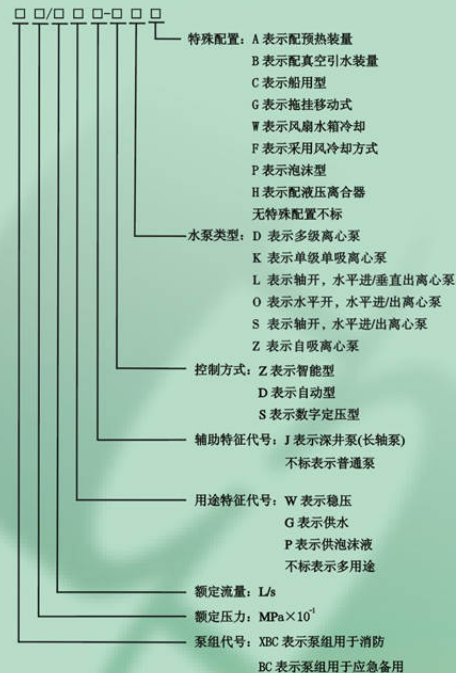 □ □/□ □ □-□ □ □
特殊配置：A 表示配预热装量
B 表示配真空引水装量
C 表示船用型
G 表示拖挂移动式
W 表示风扇水箱冷却
F 表示采用风冷却方式
P 表示泡沫型
H 表示配液压离合器
无特殊配置不标
水泵类型：D 表示多级离心泵
K 表示单级单吸离心泵
L 表示轴开，水平进/垂直出离心泵
O 表示水平开，水平进/出离心泵
S 表示轴开，水平进/出离心泵
Z 表示自吸离心泵
控制方式：Z 表示智能型
D 表示自动型
S 表示数字定压型
辅助特征代号：J 表示深井泵(长轴泵)
不标表示普通泵
用途特征代号：W 表示稳压
G 表示供水
P 表示供泡沫液
不标表示多用途
额定流量：L/s
额定压力：MPa×10⁻¹
泵组代号：XBC 表示泵组用于消防
BC 表示泵组用于应急备用